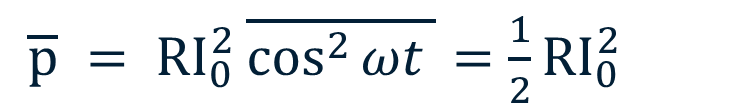 p̅ = RI₀² \overline{cos² ωt} = ½ RI₀²